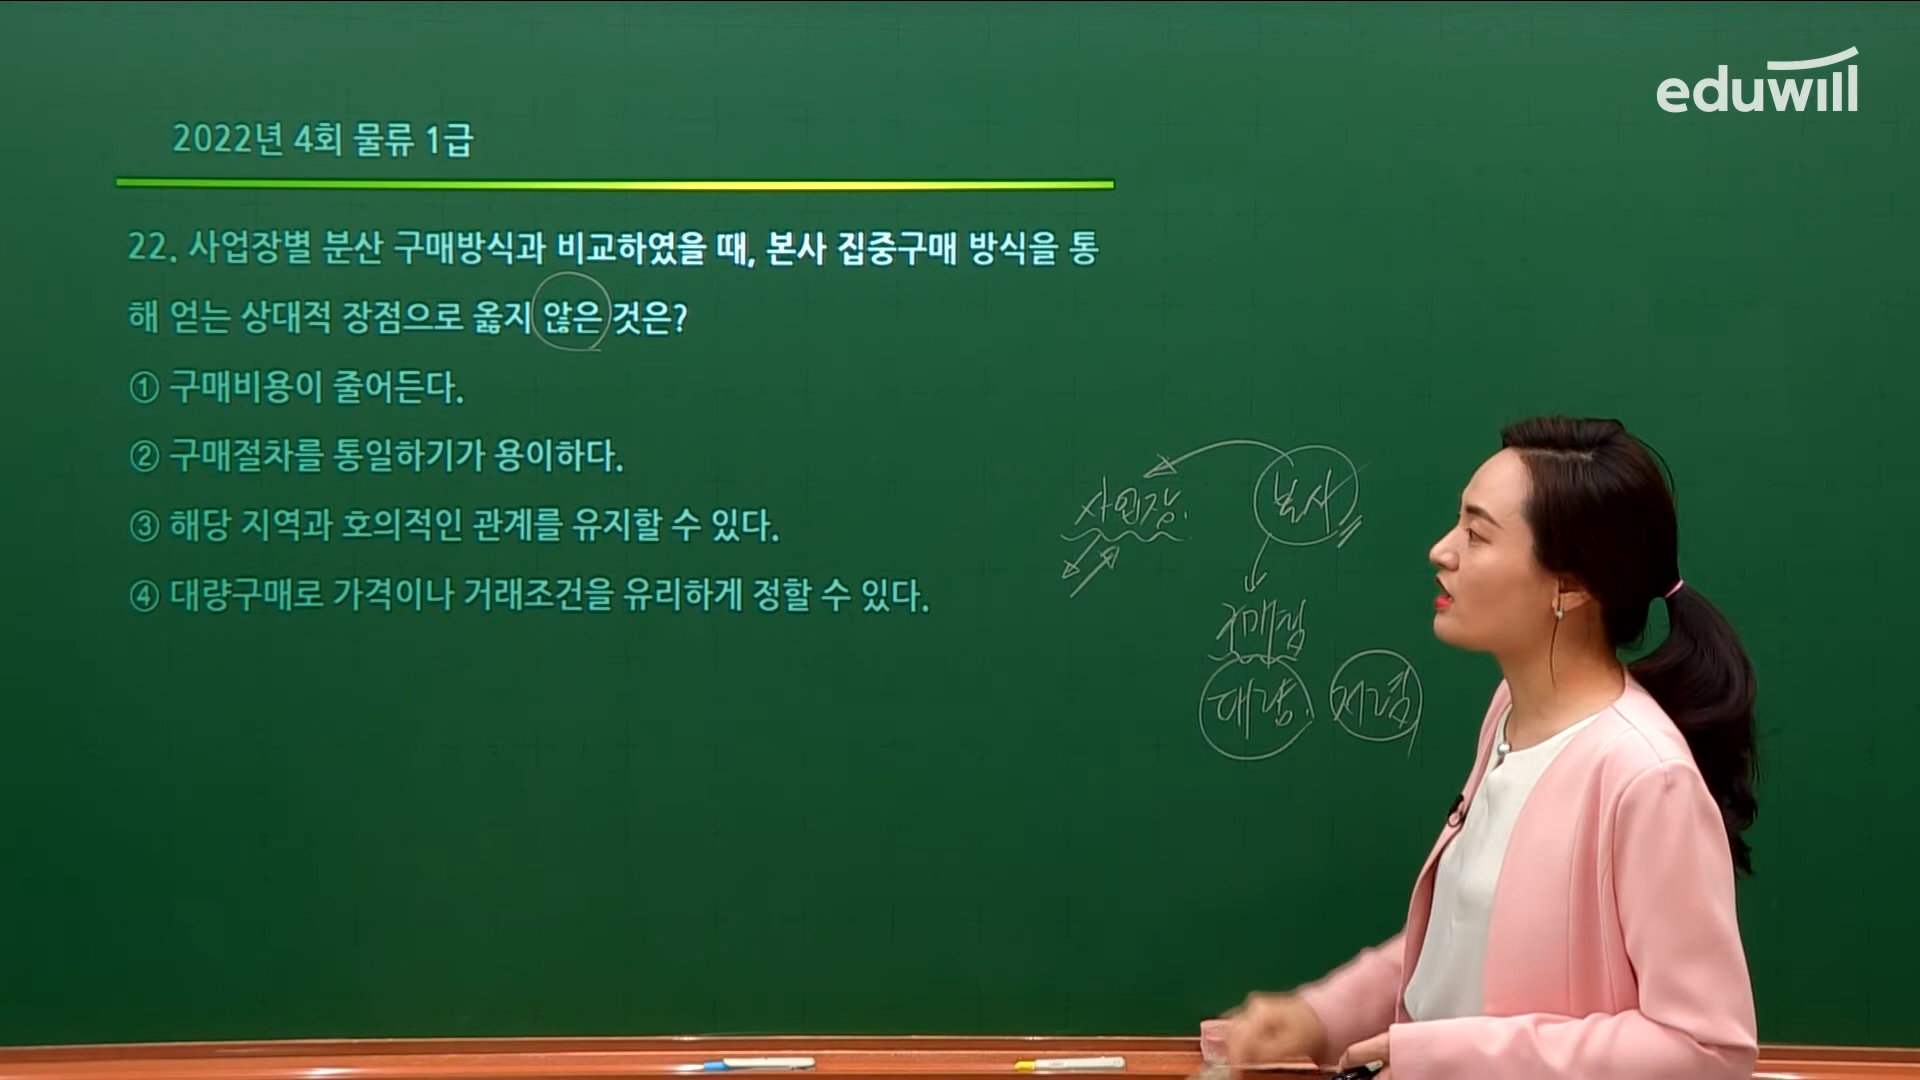 eduwill
2022년 4회 물류 1급
22. 사업장별 분산 구매방식과 비교하였을 때, 본사 집중구매 방식을 통
해 얻는 상대적 장점으로 옳지 않은 것은?
① 구매비용이 줄어든다.
② 구매절차를 통일하기가 용이하다.
③ 해당 지역과 호의적인 관계를 유지할 수 있다.
④ 대량구매로 가격이나 거래조건을 유리하게 정할 수 있다.
사업장 본사
대량 저렴